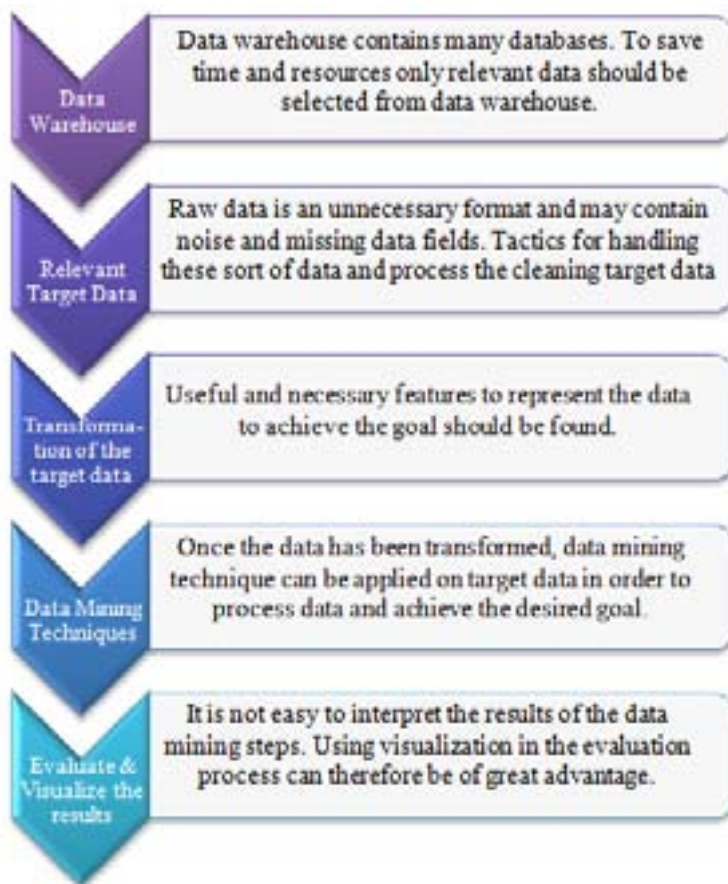 Data
Warehouse
Data warehouse contains many databases. To save
time and resources only relevant data should be
selected from data warehouse.
Relevant
Target Data
Raw data is an unnecessary format and may contain
noise and missing data fields. Tactics for handling
these sort of data and process the cleaning target data
Transforma-
tion of the
target data
Useful and necessary features to represent the data
to achieve the goal should be found.
Data Mining
Techniques
Once the data has been transformed, data mining
technique can be applied on target data in order to
process data and achieve the desired goal.
Evaluate &
Visualize the
results
It is not easy to interpret the results of the data
mining steps. Using visualization in the evaluation
process can therefore be of great advantage.